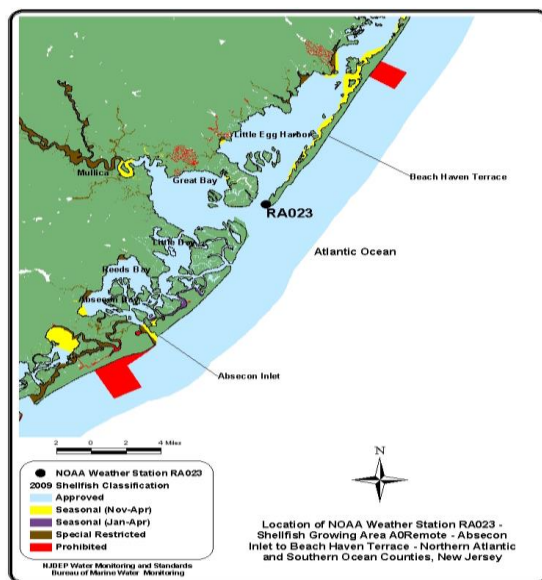 Little Egg Harbor
Mullica
Great Bay
Beach Haven Terrace
RA023
Little Bay
Atlantic Ocean
Reeds Bay
Absecon Bay
Absecon Inlet
2 0 2 4 Miles
NOAA Weather Station RA023
2009 Shellfish Classification
Approved
Seasonal (Nov-Apr)
Seasonal (Jan-Apr)
Special Restricted
Prohibited
NJDEP Water Monitoring and Standards
Bureau of Marine Water Monitoring
N
Location of NOAA Weather Station RA023 -
Shellfish Growing Area A0Remote - Absecon
Inlet to Beach Haven Terrace - Northern Atlantic
and Southern Ocean Counties, New Jersey